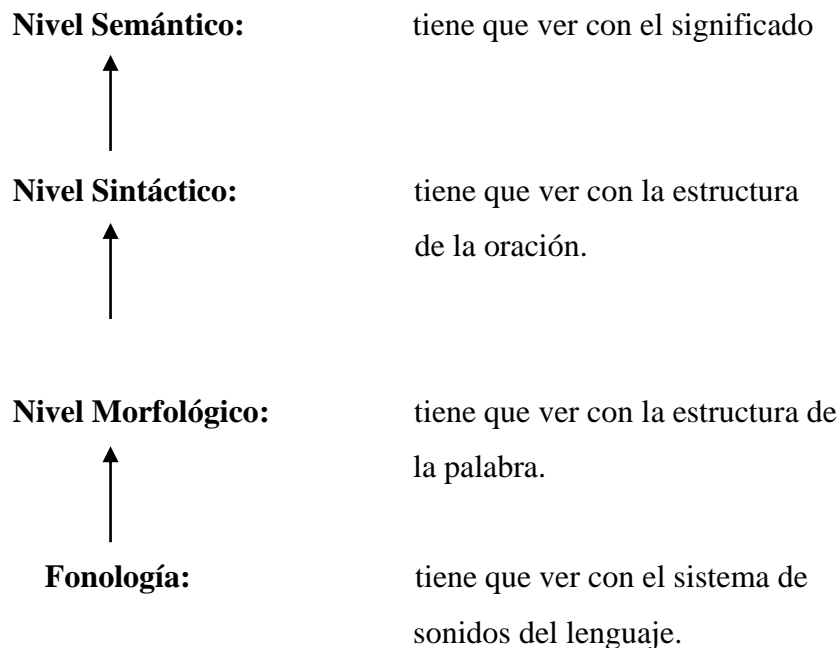 Nivel Semántico: tiene que ver con el significado
Nivel Sintáctico: tiene que ver con la estructura
de la oración.
Nivel Morfológico: tiene que ver con la estructura de
la palabra.
Fonología: tiene que ver con el sistema de
sonidos del lenguaje.